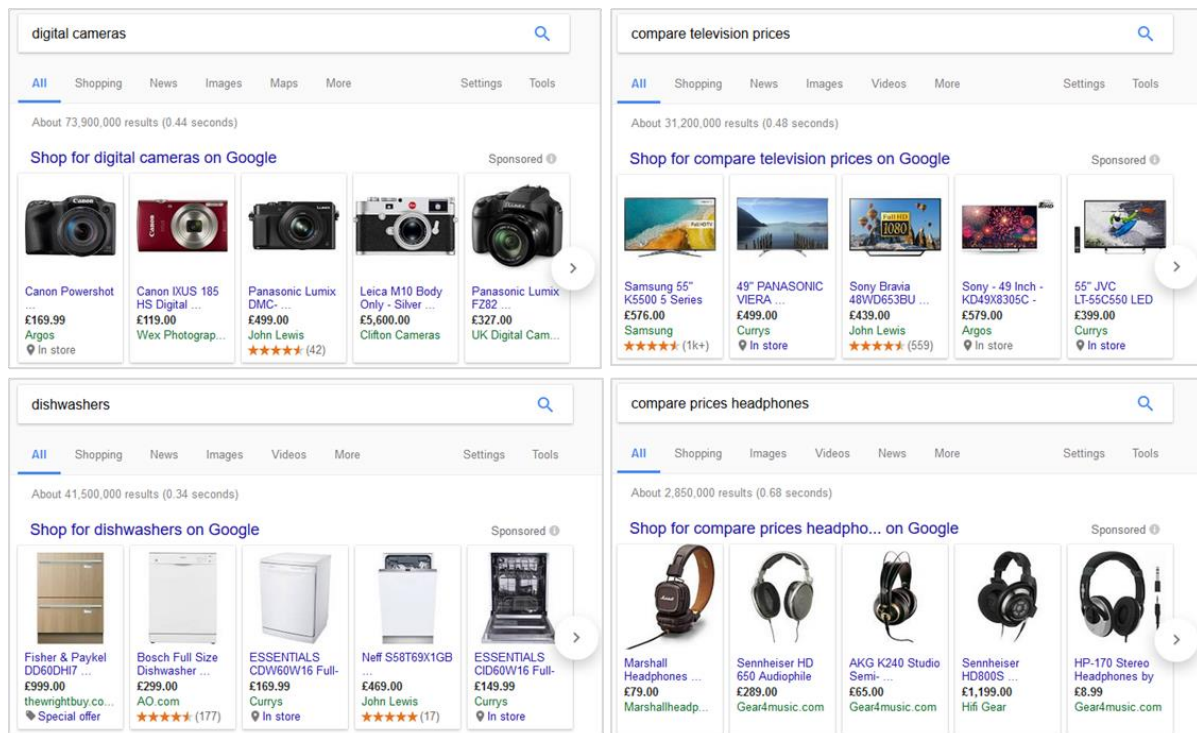 digital cameras
All Shopping News Images Maps More Settings Tools
About 73,900,000 results (0.44 seconds)
Shop for digital cameras on Google Sponsored
Canon Powershot
...
£169.99
Argos
In store
Canon IXUS 185
HS Digital ...
£119.00
Wex Photograp...
Panasonic Lumix
DMC- ...
£499.00
John Lewis
(42)
Leica M10 Body
Only - Silver ...
£5,600.00
Clifton Cameras
Panasonic Lumix
FZ82 ...
£327.00
UK Digital Cam...
compare television prices
All Shopping News Images Videos More Settings Tools
About 31,200,000 results (0.48 seconds)
Shop for compare television prices on Google Sponsored
Samsung 55"
K5500 5 Series
£576.00
Samsung
(1k+)
49" PANASONIC
VIERA ...
£499.00
Currys
In store
Full HD
1080
Sony Bravia
48WD653BU ...
£439.00
John Lewis
(559)
Sony - 49 Inch -
KD49X8305C -
£579.00
Argos
In store
55" JVC
LT-55C550 LED
£399.00
Currys
In store
dishwashers
All Shopping News Images Videos More Settings Tools
About 41,500,000 results (0.34 seconds)
Shop for dishwashers on Google Sponsored
Fisher & Paykel
DD60DHI7 ...
£999.00
thewrightbuy.co...
Special offer
Bosch Full Size
Dishwasher ...
£299.00
AO.com
(177)
ESSENTIALS
CDW60W16 Full-
£169.99
Currys
In store
Neff S58T69X1GB
...
£469.00
John Lewis
(17)
ESSENTIALS
CID60W16 Full-
£149.99
Currys
In store
compare prices headphones
All Shopping Images Videos News More Settings Tools
About 2,850,000 results (0.68 seconds)
Shop for compare prices headpho... on Google Sponsored
Marshall
Headphones ...
£79.00
Marshallheadp...
Sennheiser HD
650 Audiophile
£289.00
Gear4music.com
AKG K240 Studio
Semi- ...
£65.00
Gear4music.com
Sennheiser
HD800S ...
£1,199.00
Hifi Gear
HP-170 Stereo
Headphones by
£8.99
Gear4music.com